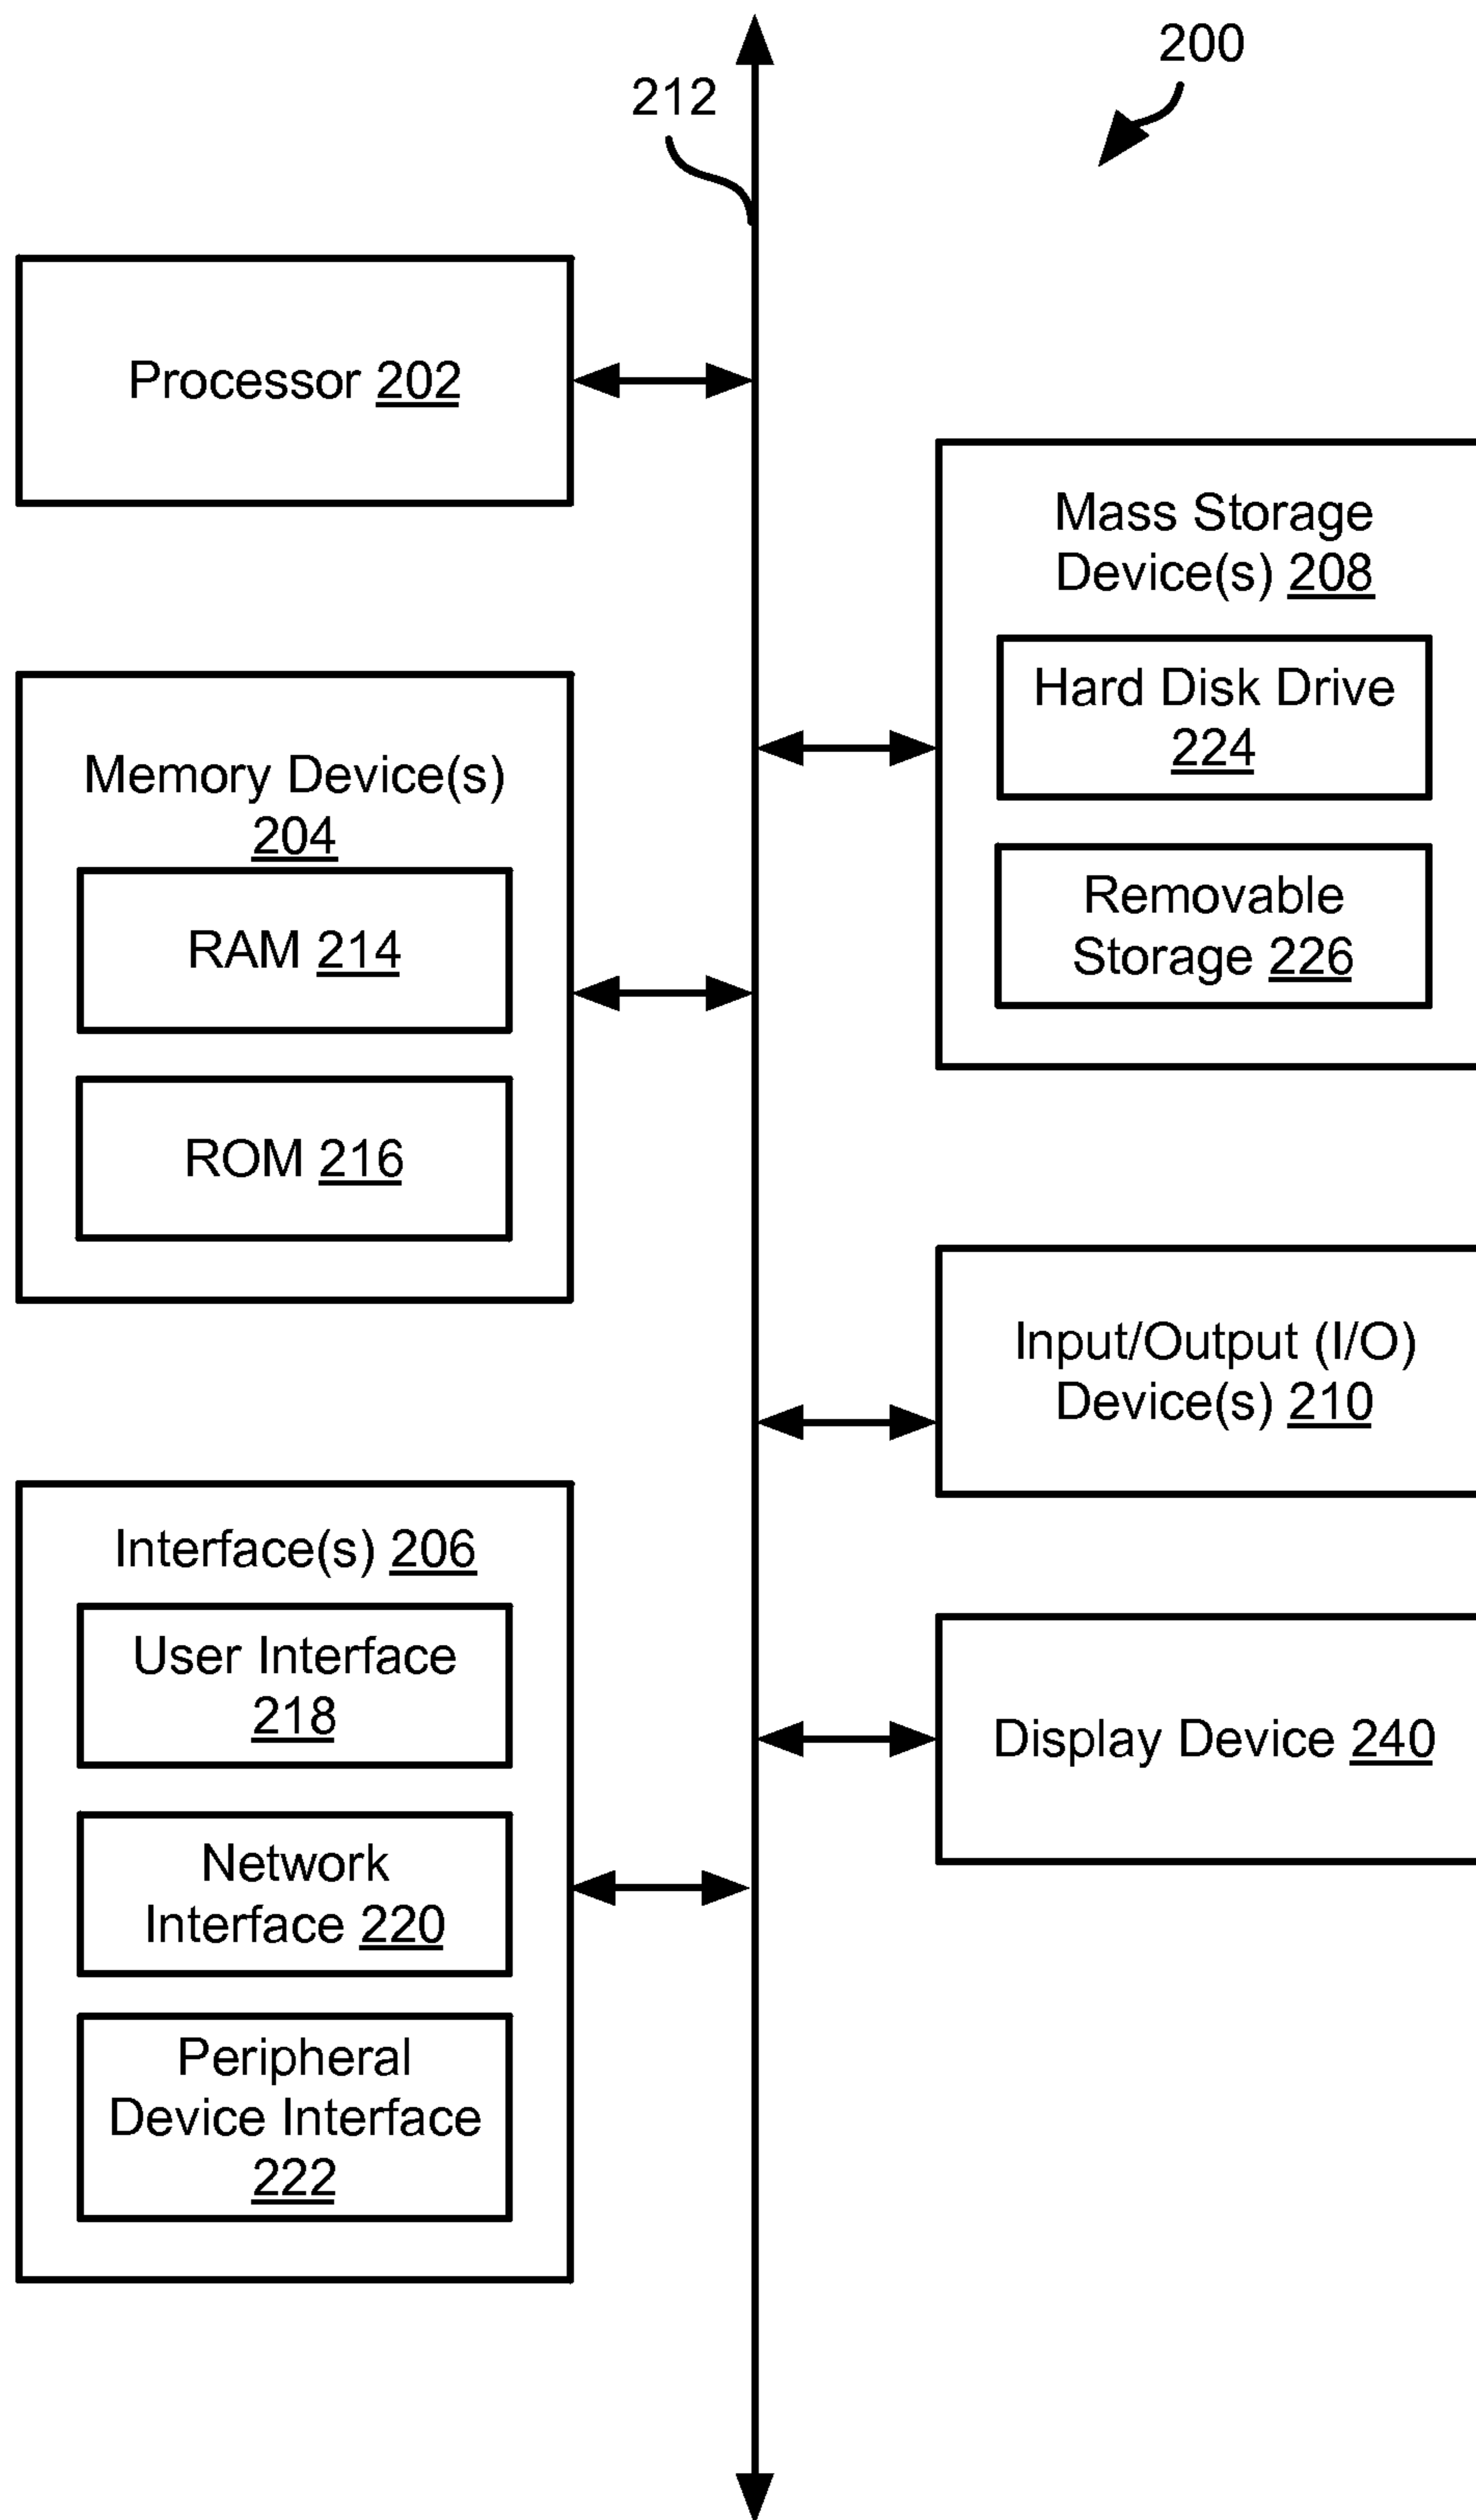 200
212
Processor 202
Mass Storage
Device(s) 208
Hard Disk Drive
224
Removable
Storage 226
Memory Device(s)
204
RAM 214
ROM 216
Input/Output (I/O)
Device(s) 210
Interface(s) 206
User Interface
218
Network
Interface 220
Peripheral
Device Interface
222
Display Device 240